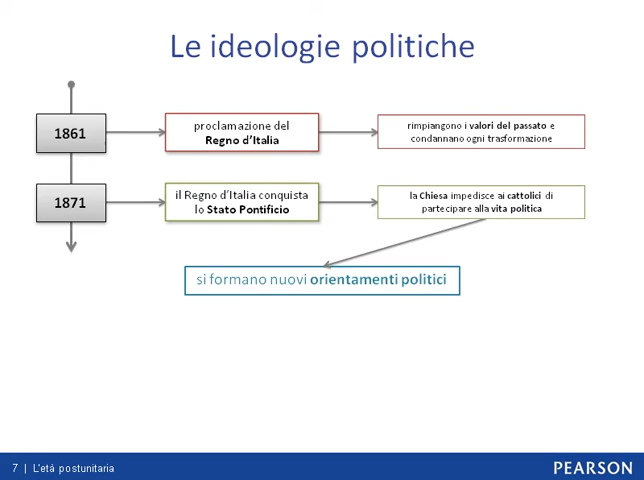 Le ideologie politiche
1861
proclamazione del
Regno d'Italia
rimpiangono i valori del passato e
condannano ogni trasformazione
1871
il Regno d'Italia conquista
lo Stato Pontificio
la Chiesa impedisce ai cattolici di
partecipare alla vita politica
si formano nuovi orientamenti politici
7 | L'età postunitaria
PEARSON